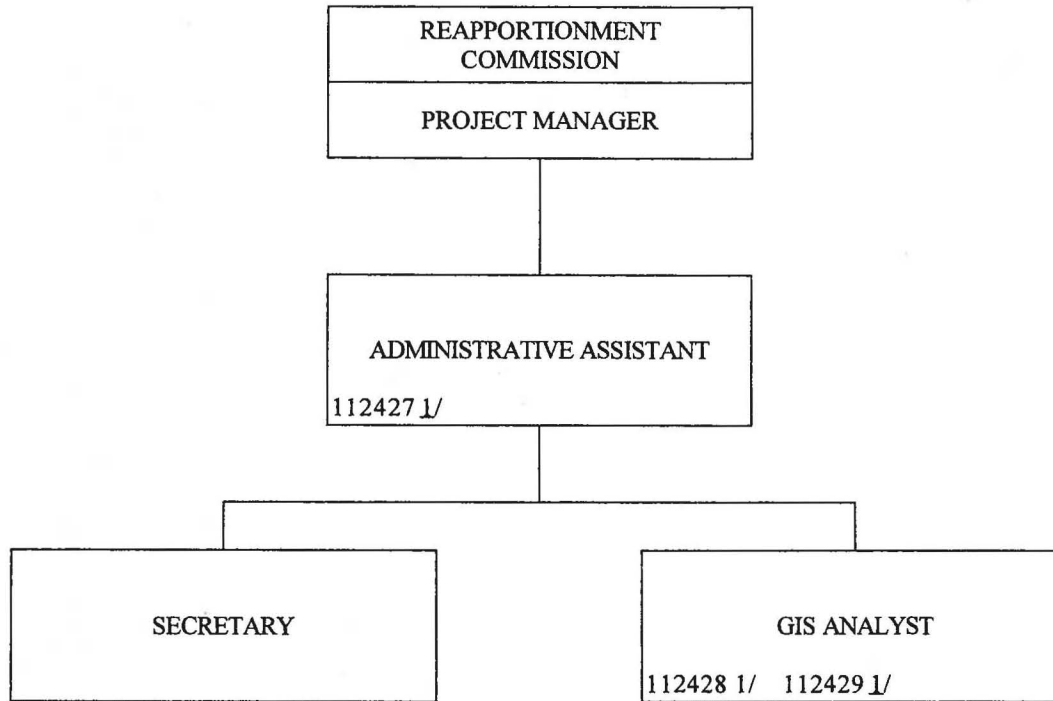 REAPPORTIONMENT
COMMISSION
PROJECT MANAGER
ADMINISTRATIVE ASSISTANT
112427 1/
SECRETARY
GIS ANALYST
112428 1/ 112429 1/